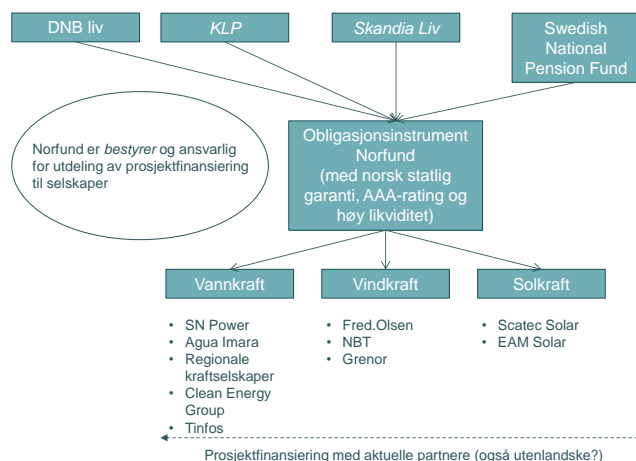 DNB liv
KLP
Skandia Liv
Swedish
National
Pension Fund
Norfund er bestyrer og ansvarlig
for utdeling av prosjektfinansiering
til selskaper
Obligasjonsinstrument
Norfund
(med norsk statlig
garanti, AAA-rating og
høy likviditet)
Vannkraft
• SN Power
• Agua Imara
• Regionale
kraftselskaper
• Clean Energy
Group
• Tinfos
Vindkraft
• Fred.Olsen
• NBT
• Grenor
Solkraft
• Scatec Solar
• EAM Solar
Prosjektfinansiering med aktuelle partnere (også utenlandske?)